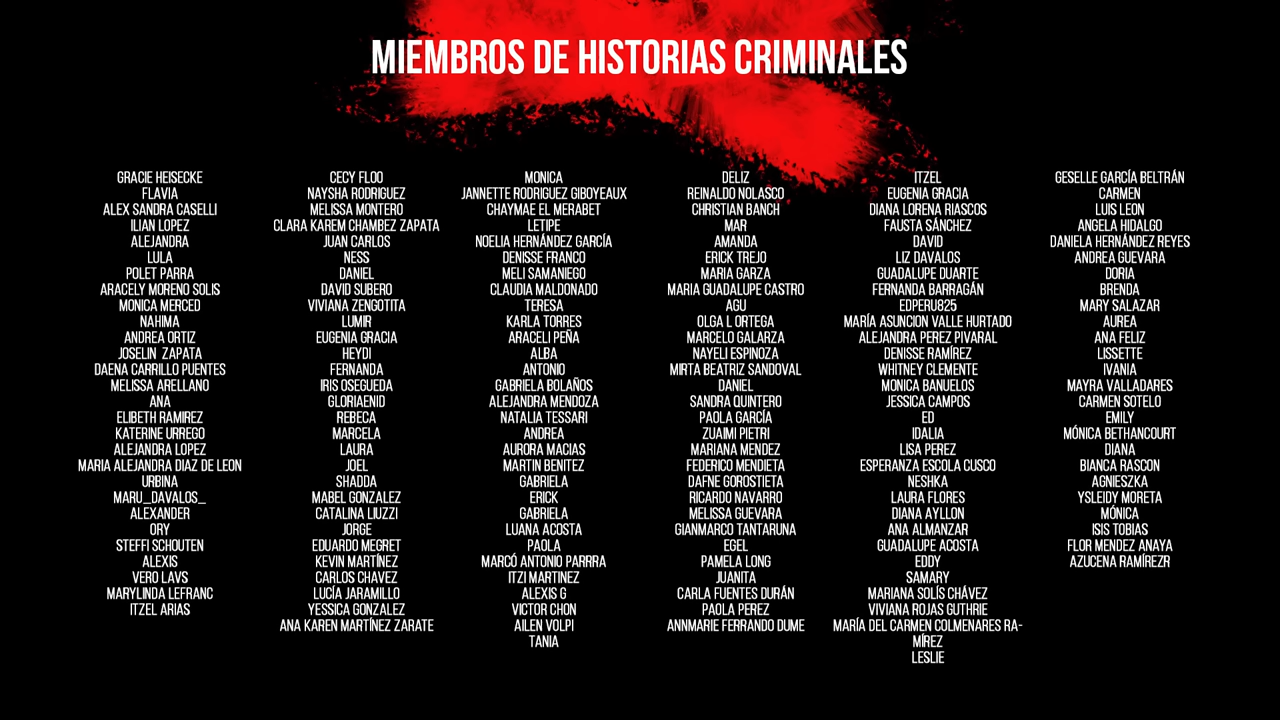 MIEMBROS DE HISTORIAS CRIMINALES
GRACIE HEISECKE
FLAVIA
ALEX SANDRA CASELLI
ILIAN LOPEZ
ALEJANDRA
LULA
POLET PARRA
ARACELY MORENO SOLIS
MONICA MERCED
NAHIMA
ANDREA ORTIZ
JOSELIN  ZAPATA
DAENA CARRILLO PUENTES
MELISSA ARELLANO
ANA
ELIBETH RAMIREZ
KATERINE URREGO
ALEJANDRA LOPEZ
MARIA ALEJANDRA DIAZ DE LEON
URBINA
MARU_DAVALOS_
ALEXANDER
ORY
STEFFI SCHOUTEN
ALEXIS
VERO LAVS
MARYLINDA LEFRANC
ITZEL ARIAS
CECY FLOO
NAYSHA RODRIGUEZ
MELISSA MONTERO
CLARA KAREM CHAMBEZ ZAPATA
JUAN CARLOS
NESS
DANIEL
DAVID SUBERO
VIVIANA ZENGOTITA
LUMIR
EUGENIA GRACIA
HEYDI
FERNANDA
IRIS OSEGUEDA
GLORIAENID
REBECA
MARCELA
LAURA
JOEL
SHADDA
MABEL GONZALEZ
CATALINA LIUZZI
JORGE
EDUARDO MEGRET
KEVIN MARTÍNEZ
CARLOS CHAVEZ
LUCÍA JARAMILLO
YESSICA GONZALEZ
ANA KAREN MARTÍNEZ ZARATE
MONICA
JANNETTE RODRIGUEZ GIBOYEAUX
CHAYMAE EL MERABET
LETIPE
NOELIA HERNÁNDEZ GARCÍA
DENISSE FRANCO
MELI SAMANIEGO
CLAUDIA MALDONADO
TERESA
KARLA TORRES
ARACELI PEÑA
ALBA
ANTONIO
GABRIELA BOLAÑOS
ALEJANDRA MENDOZA
NATALIA TESSARI
ANDREA
AURORA MACIAS
MARTIN BENITEZ
GABRIELA
ERICK
GABRIELA
LUANA ACOSTA
PAOLA
MARCÓ ANTONIO PARRRA
ITZI MARTINEZ
ALEXIS G
VICTOR CHON
AILEN VOLPI
TANIA
DELIZ
REINALDO NOLASCO
CHRISTIAN BANCH
MAR
AMANDA
ERICK TREJO
MARIA GARZA
MARIA GUADALUPE CASTRO
AGU
OLGA L ORTEGA
MARCELO GALARZA
NAYELI ESPINOZA
MIRTA BEATRIZ SANDOVAL
DANIEL
SANDRA QUINTERO
PAOLA GARCÍA
ZUAIMI PIETRI
MARIANA MENDEZ
FEDERICO MENDIETA
DAFNE GOROSTIETA
RICARDO NAVARRO
MELISSA GUEVARA
GIANMARCO TANTARUNA
EGEL
PAMELA LONG
JUANITA
CARLA FUENTES DURÁN
PAOLA PEREZ
ANNMARIE FERRANDO DUME
ITZEL
EUGENIA GRACIA
DIANA LORENA RIASCOS
FAUSTA SÁNCHEZ
DAVID
LIZ DAVALOS
GUADALUPE DUARTE
FERNANDA BARRAGÁN
EDPERU825
MARÍA ASUNCION VALLE HURTADO
ALEJANDRA PEREZ PIVARAL
DENISSE RAMÍREZ
WHITNEY CLEMENTE
MONICA BANUELOS
JESSICA CAMPOS
ED
IDALIA
LISA PEREZ
ESPERANZA ESCOLA CUSCO
NESHKA
LAURA FLORES
DIANA AYLLON
ANA ALMANZAR
GUADALUPE ACOSTA
EDDY
SAMARY
MARIANA SOLÍS CHÁVEZ
VIVIANA ROJAS GUTHRIE
MARÍA DEL CARMEN COLMENARES RA-
MÍREZ
LESLIE
GESELLE GARCÍA BELTRÁN
CARMEN
LUIS LEON
ANGELA HIDALGO
DANIELA HERNÁNDEZ REYES
ANDREA GUEVARA
DORIA
BRENDA
MARY SALAZAR
AUREA
ANA FELIZ
LISSETTE
IVANIA
MAYRA VALLADARES
CARMEN SOTELO
EMILY
MÓNICA BETHANCOURT
DIANA
BIANCA RASCON
AGNIESZKA
YSLEIDY MORETA
MÓNICA
ISIS TOBIAS
FLOR MENDEZ ANAYA
AZUCENA RAMÍREZR